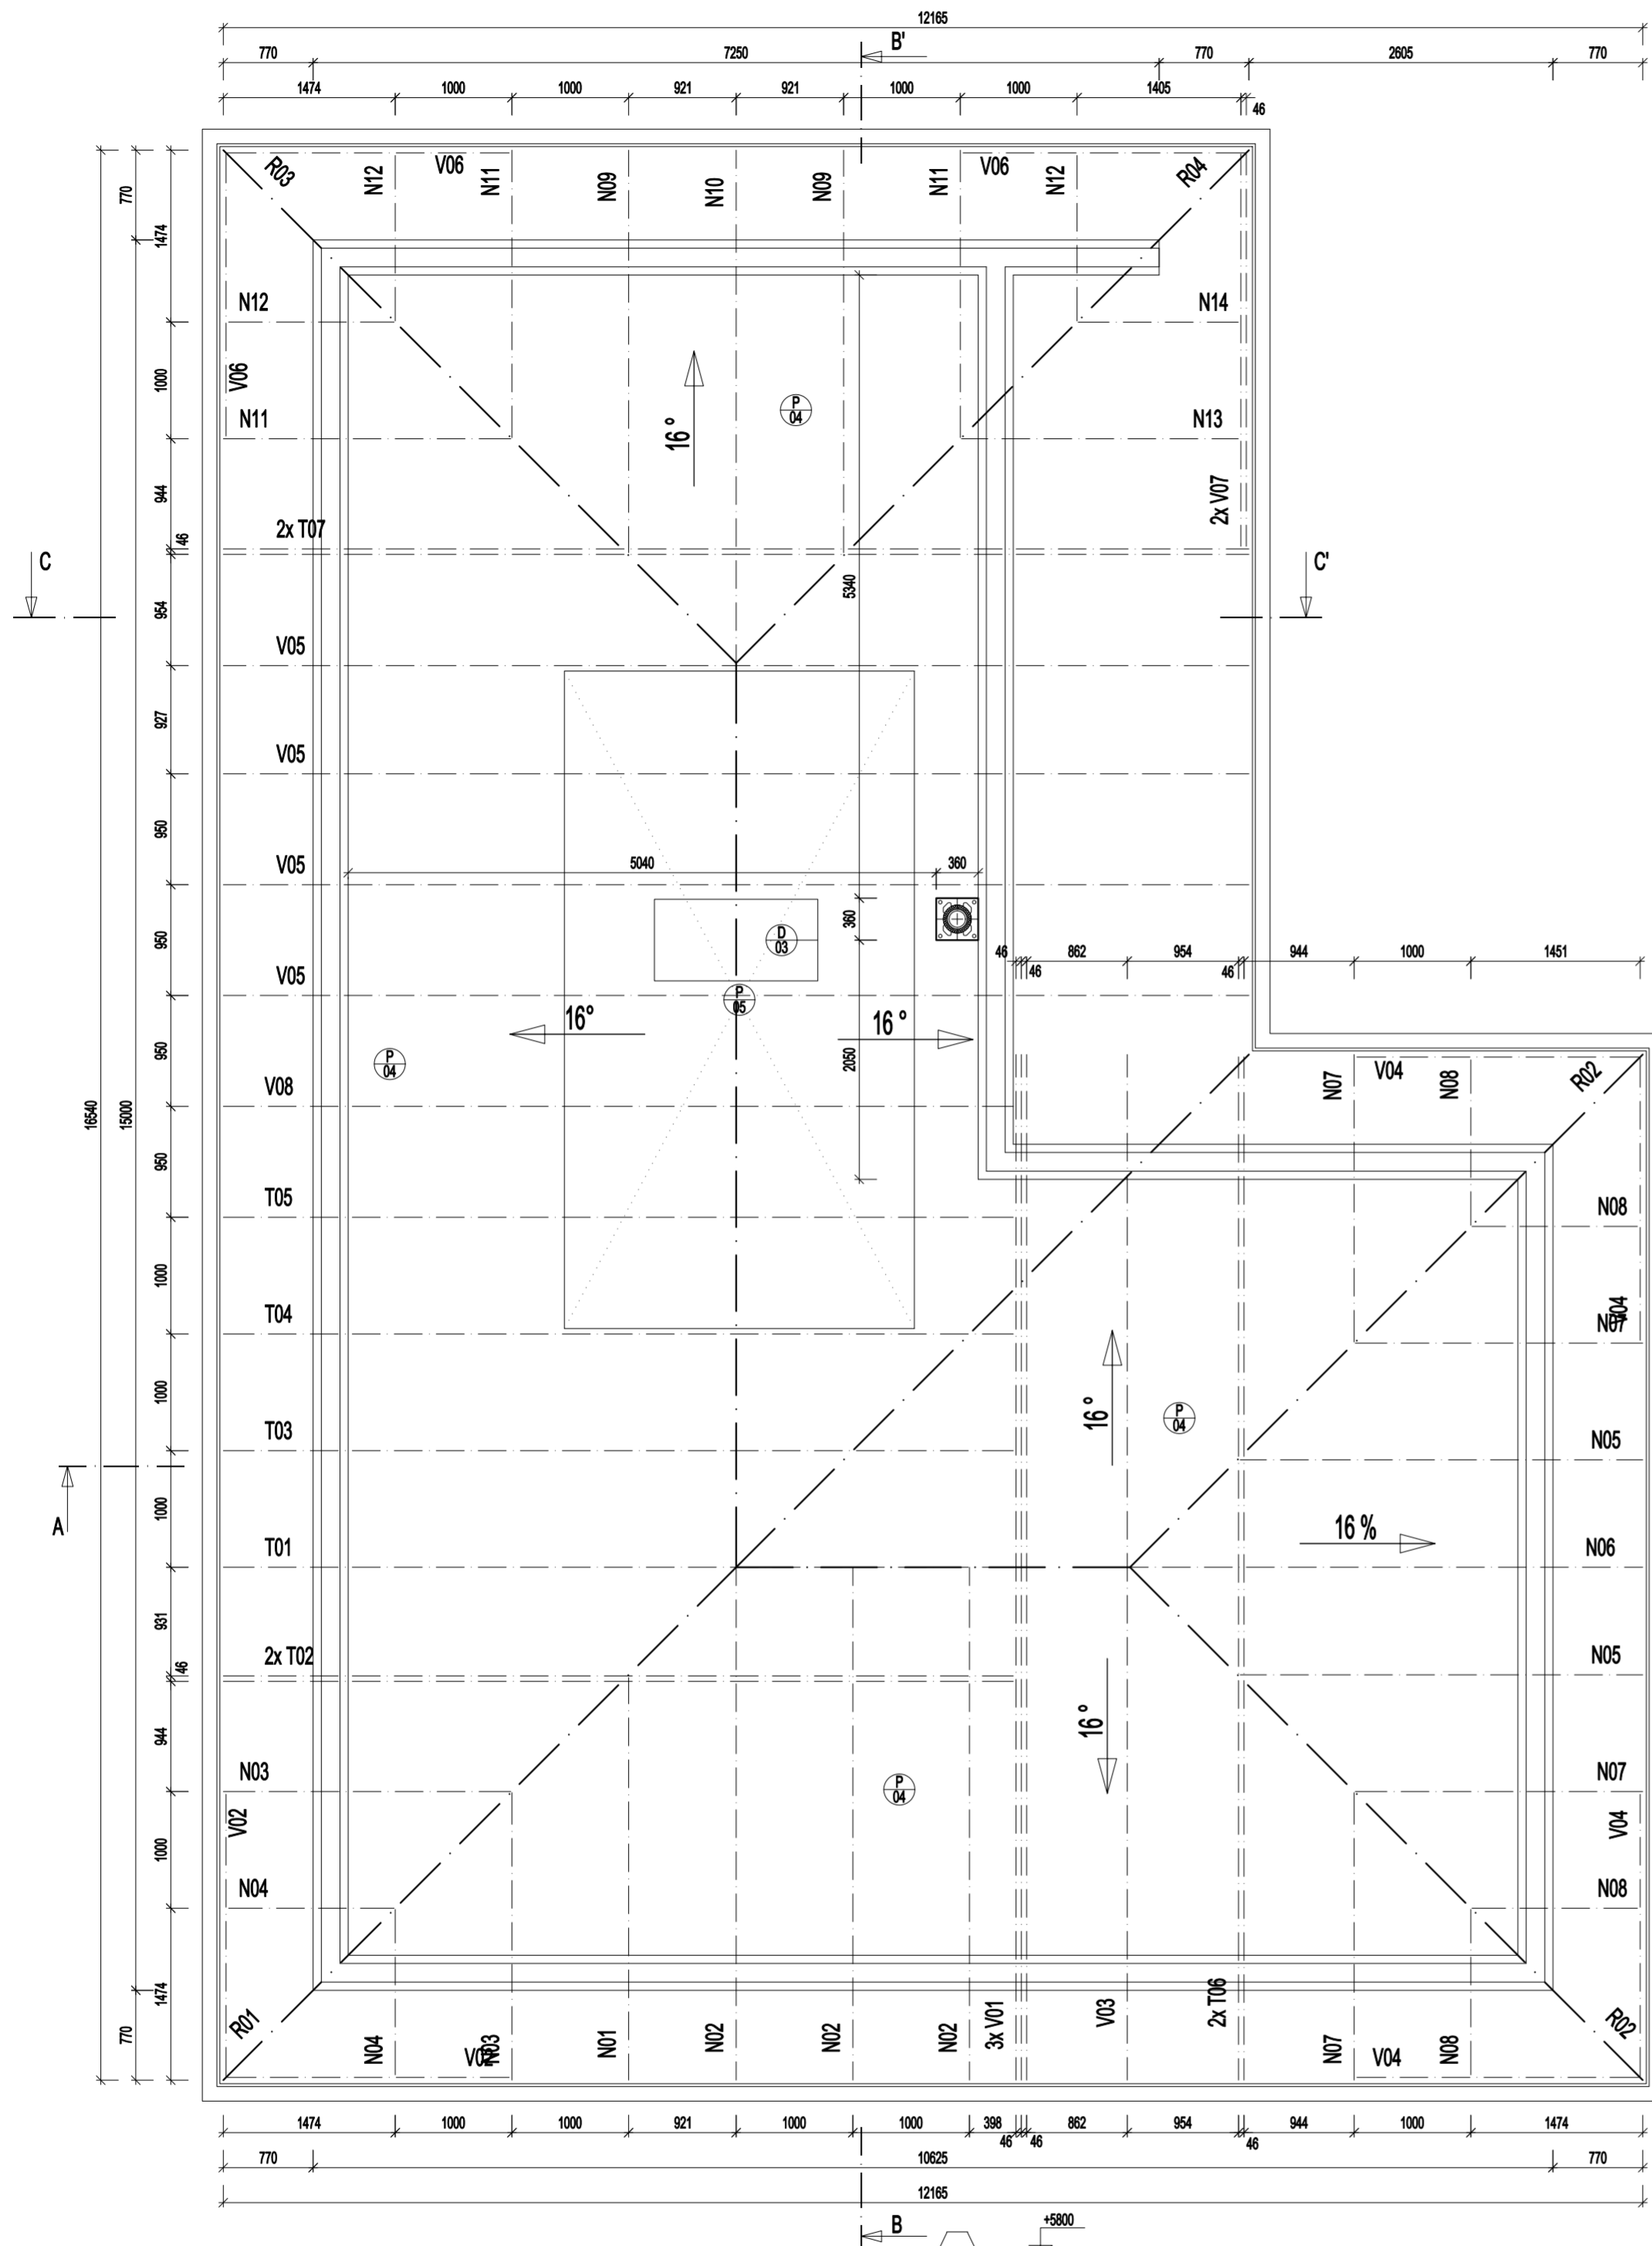 12165
770 7250 B' 770 2605 770
1474 1000 1000 921 921 1000 1000 1405
46
R03 N12 V06 N11 N09 N10 N09 N11 V06 N12 R04
770
1474
N12 N14
1000 V06
P
04
N11 N13
16 °
944
2x T07 2x V07
46
C C'
5340
954
V05
927
V05
950
V05 5040 360
950
360
D
03
46 862 954 944 1000 1451
46 46
V05
P
05
16° 16 °
950
P
04
2050
V08
N07 V04 N08 R02
16540 15000
950
T05 N08
1000
T04 V04
N07
1000
16 °
P
04
T03 N05
1000
A
T01 16 % N06
931
2x T02 N05
46
16 °
944
N03 P
04
N07
V02 V04
1000
N04 N08
1474
770
R01 N04 V02 N03 N01 N02 N02 N02 3x V01 V03 2x T06 N07 V04 N08 R02
1474 1000 1000 921 1000 1000 398 862 954 944 1000 1474
46 46 46
770 10625 770
12165
B +5800